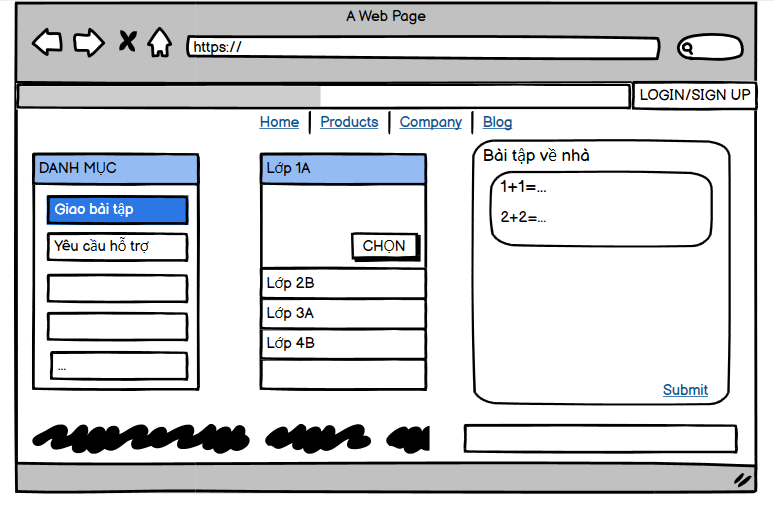 A Web Page
https://
LOGIN/SIGN UP
Home Products Company Blog
DANH MỤC
Giao bài tập
Yêu cầu hỗ trợ
...
Lớp 1A
CHỌN
Lớp 2B
Lớp 3A
Lớp 4B
Bài tập về nhà
1+1=...
2+2=...
Submit